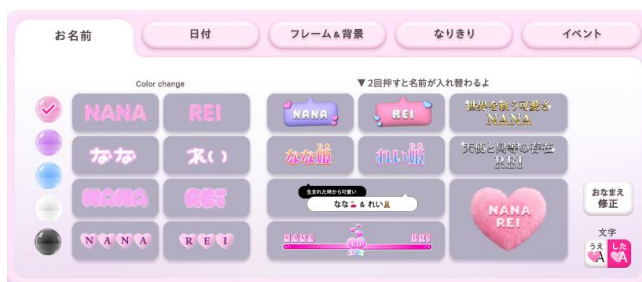 お名前
日付
フレーム&背景
なりきり
イベント
Color change
▼2回押すと名前が入れ替わるよ
NANA
REI
NANA
REI
世界を救う可愛さ
NANA
なな
れい
なな姫
れい姫
天使と同等の存在
REI
NANA
REI
生まれた時から可愛い
なな & れい
NANA
REI
NANA
REI
NANA
REI
おなまえ
修正
文字
うえ
した
A
A